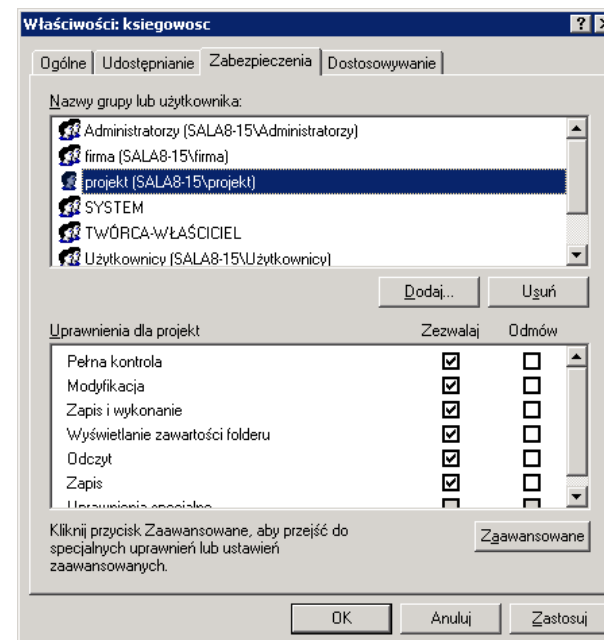 Właściwości: ksiegowosc
Ogólne Udostępnianie Zabezpieczenia Dostosowywanie
Nazwy grupy lub użytkownika:
Administratorzy (SALA8-15\Administratorzy)
firma (SALA8-15\firma)
projekt (SALA8-15\projekt)
SYSTEM
TWÓRCA-WŁAŚCICIEL
Użytkownicy (SALA8-15\Użytkownicy)
Dodaj... Usuń
Uprawnienia dla projekt Zezwalaj Odmów
Pełna kontrola
Modyfikacja
Zapis i wykonanie
Wyświetlanie zawartości folderu
Odczyt
Zapis
Uprawnienia specjalne
Kliknij przycisk Zaawansowane, aby przejść do
specjalnych uprawnień lub ustawień
zaawansowanych.
Zaawansowane
OK Anuluj Zastosuj